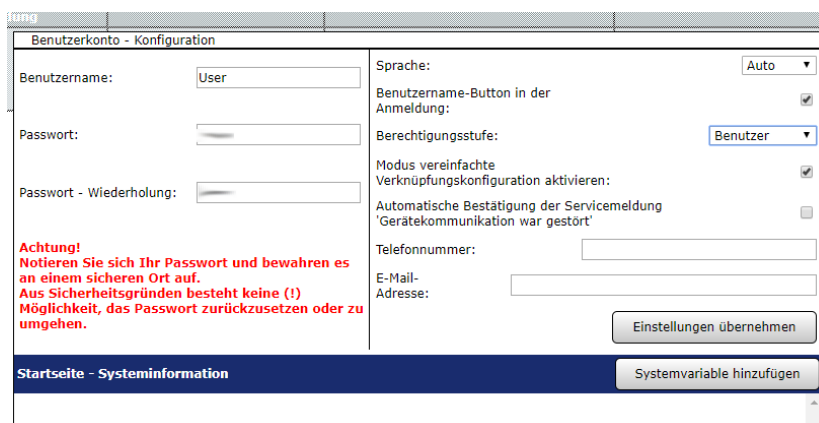 lung
Benutzerkonto - Konfiguration
Benutzername:
User
Passwort:
Passwort - Wiederholung:
Achtung!
Notieren Sie sich Ihr Passwort und bewahren es
an einem sicheren Ort auf.
Aus Sicherheitsgründen besteht keine (!)
Möglichkeit, das Passwort zurückzusetzen oder zu
umgehen.
Sprache:
Auto
Benutzername-Button in der
Anmeldung:
Berechtigungsstufe:
Benutzer
Modus vereinfachte
Verknüpfungskonfiguration aktivieren:
Automatische Bestätigung der Servicemeldung
'Gerätekommunikation war gestört'
Telefonnummer:
E-Mail-
Adresse:
Einstellungen übernehmen
Startseite - Systeminformation
Systemvariable hinzufügen